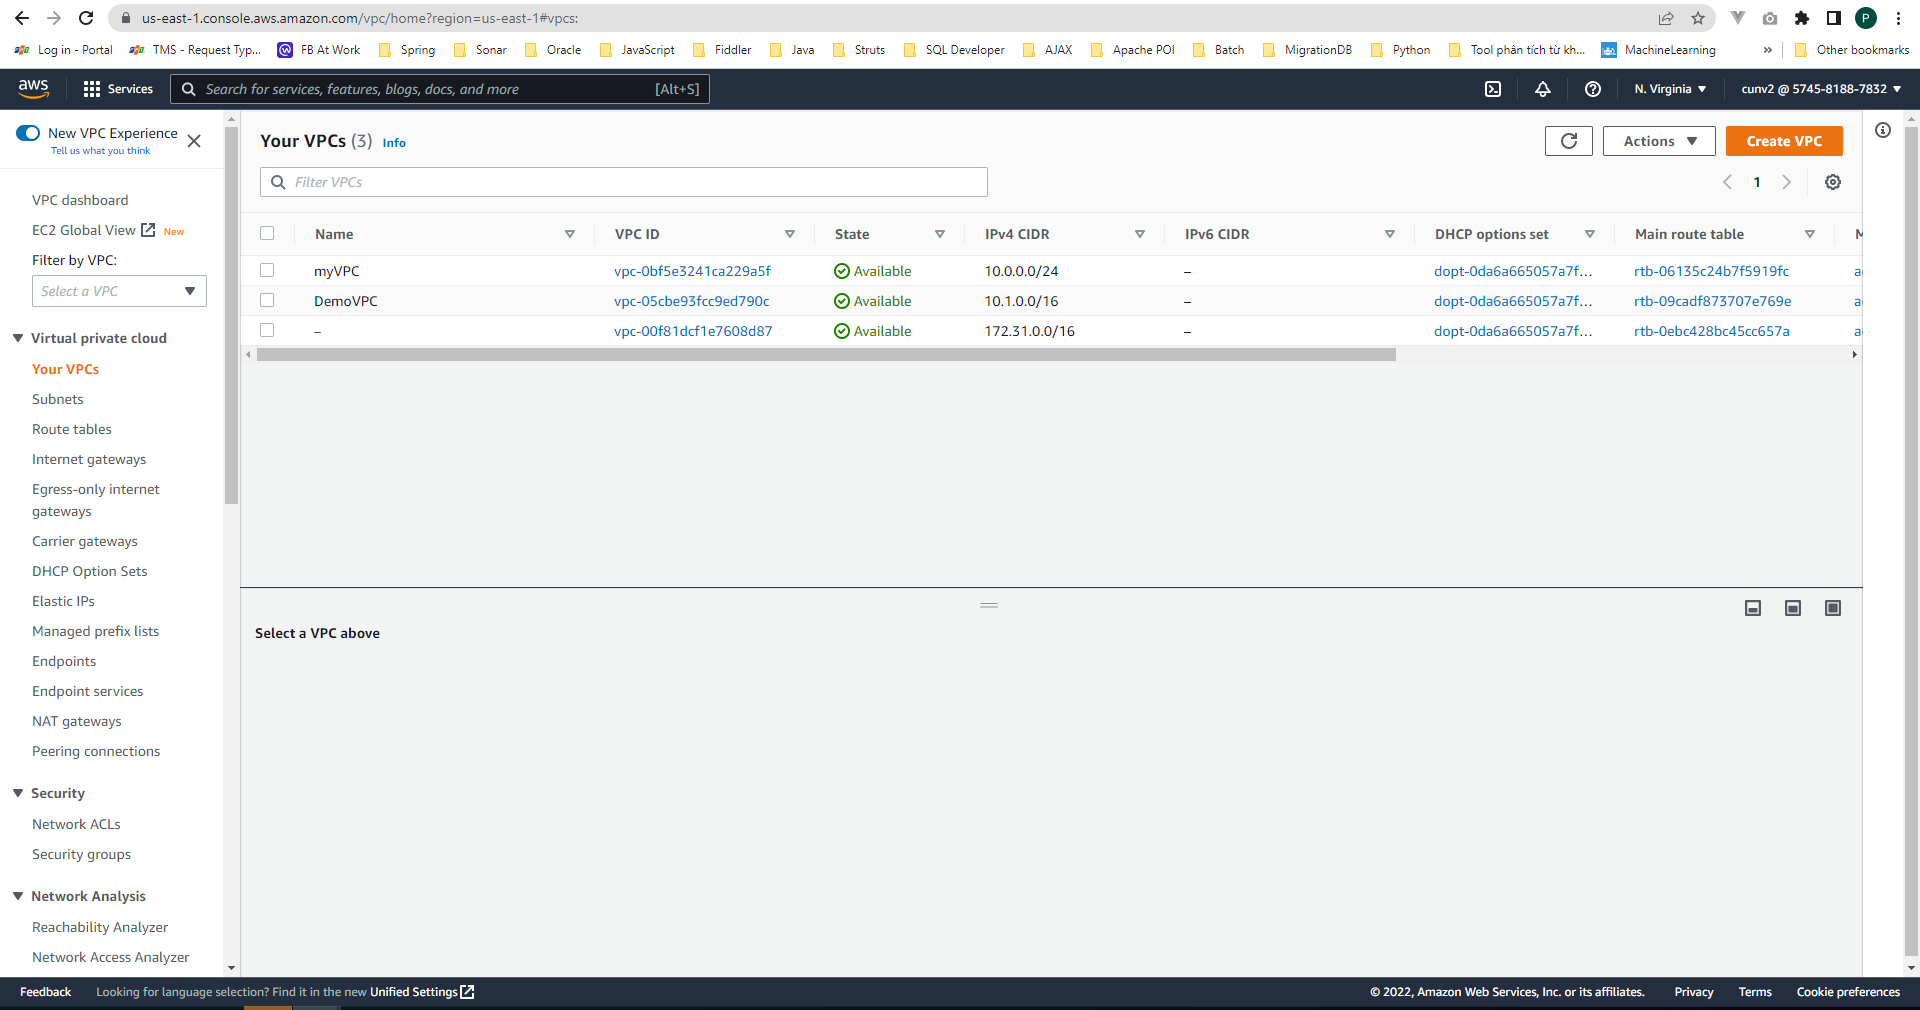 us-east-1.console.aws.amazon.com/vpc/home?region=us-east-1#vpcs:
P
Log in - Portal
TMS - Request Typ...
FB At Work
Spring
Sonar
Oracle
JavaScript
Fiddler
Java
Struts
SQL Developer
AJAX
Apache POI
Batch
MigrationDB
Python
Tool phân tích từ kh...
MachineLearning
»
Other bookmarks
aws
Services
Search for services, features, blogs, docs, and more
[Alt+S]
N. Virginia
cunv2 @ 5745-8188-7832
New VPC Experience
Tell us what you think
VPC dashboard
EC2 Global View New
Filter by VPC:
Select a VPC
Virtual private cloud
Your VPCs
Subnets
Route tables
Internet gateways
Egress-only internet
gateways
Carrier gateways
DHCP Option Sets
Elastic IPs
Managed prefix lists
Endpoints
Endpoint services
NAT gateways
Peering connections
Security
Network ACLs
Security groups
Network Analysis
Reachability Analyzer
Network Access Analyzer
Your VPCs (3) Info
Actions
Create VPC
Filter VPCs
1
Name VPC ID State IPv4 CIDR IPv6 CIDR DHCP options set Main route table
myVPC vpc-0bf5e3241ca229a5f Available 10.0.0.0/24 – dopt-0da6a665057a7f... rtb-06135c24b7f5919fc
DemoVPC vpc-05cbe93fcc9ed790c Available 10.1.0.0/16 – dopt-0da6a665057a7f... rtb-09cadf873707e769e
– vpc-00f81dcf1e7608d87 Available 172.31.0.0/16 – dopt-0da6a665057a7f... rtb-0ebc428bc45cc657a
Select a VPC above
Feedback
Looking for language selection? Find it in the new Unified Settings
© 2022, Amazon Web Services, Inc. or its affiliates.
Privacy
Terms
Cookie preferences